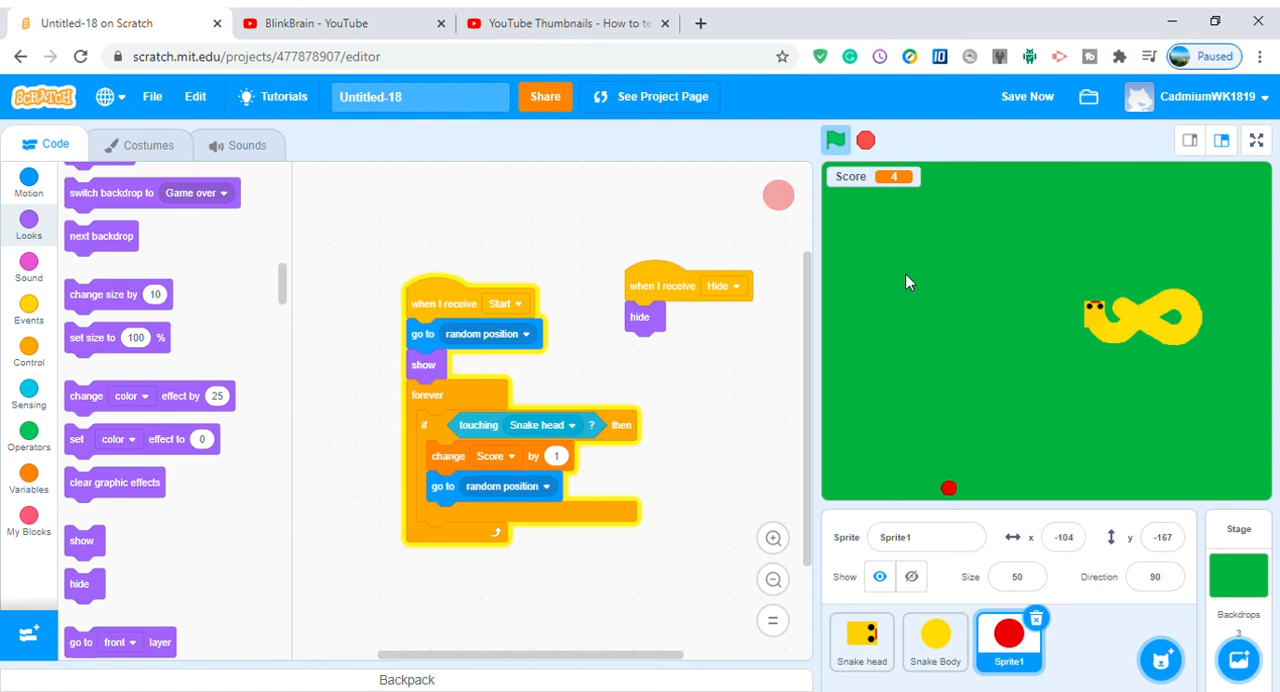 Untitled-18 on Scratch
BlinkBrain - YouTube
YouTube Thumbnails - How to te
scratch.mit.edu/projects/477878907/editor
Paused
SCRATCH
File
Edit
Tutorials
Untitled-18
Share
See Project Page
Save Now
CadmiumWK1819
Code
Costumes
Sounds
Motion
Looks
Sound
Events
Control
Sensing
Operators
Variables
My Blocks
switch backdrop to Game over
next backdrop
change size by 10
set size to 100 %
change color effect by 25
set color effect to 0
clear graphic effects
show
hide
go to front layer
when I receive Start
go to random position
show
forever
if touching Snake head ? then
change Score by 1
go to random position
when I receive Hide
hide
Score 4
Sprite Sprite1 x -104 y -167
Show Size 50 Direction 90
Snake head
Snake Body
Sprite1
Stage
Backdrops
3
Backpack